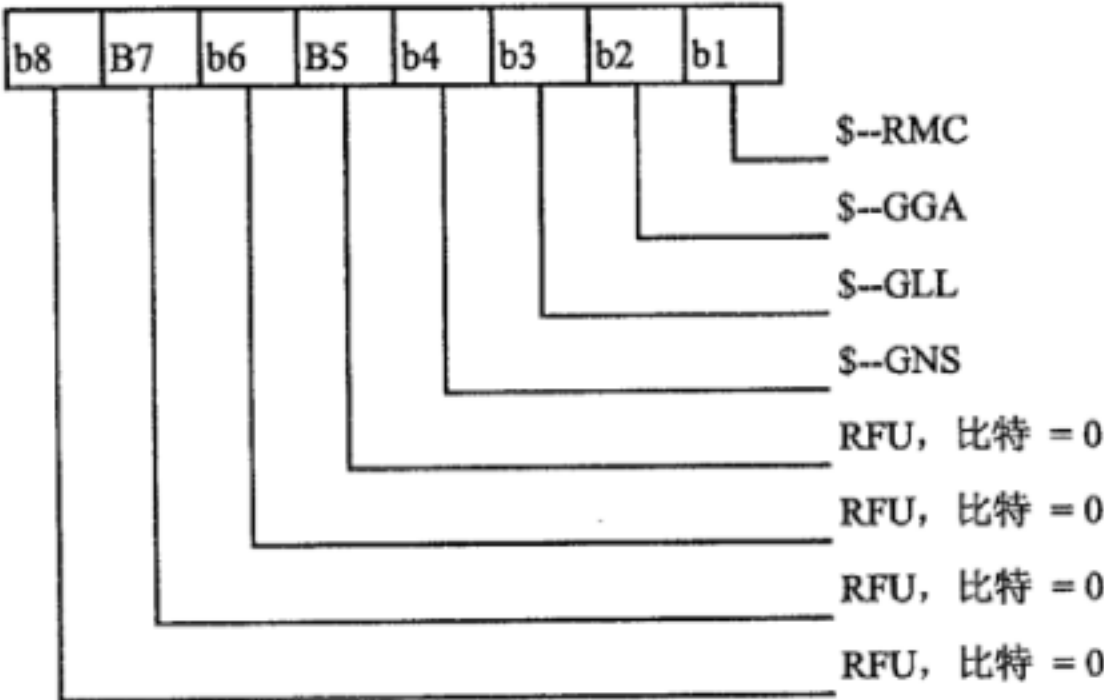 b8 B7 b6 B5 b4 b3 b2 b1
$--RMC
$--GGA
$--GLL
$--GNS
RFU，比特 = 0
RFU，比特 = 0
RFU，比特 = 0
RFU，比特 = 0